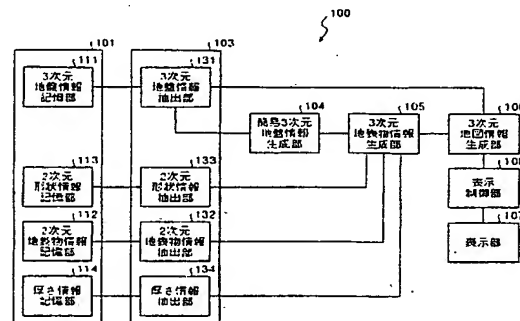 100
101
103
111
3次元
地盤情報
記憶部
131
3次元
地盤情報
抽出部
104
簡易3次元
地盤情報
生成部
105
3次元
地表物情報
生成部
106
3次元
地図情報
生成部
113
2次元
形状情報
記憶部
133
2次元
形状情報
抽出部
108
表示
制御部
112
2次元
地表物情報
記憶部
132
2次元
地表物情報
抽出部
107
表示部
114
厚さ情報
記憶部
134
厚さ情報
抽出部